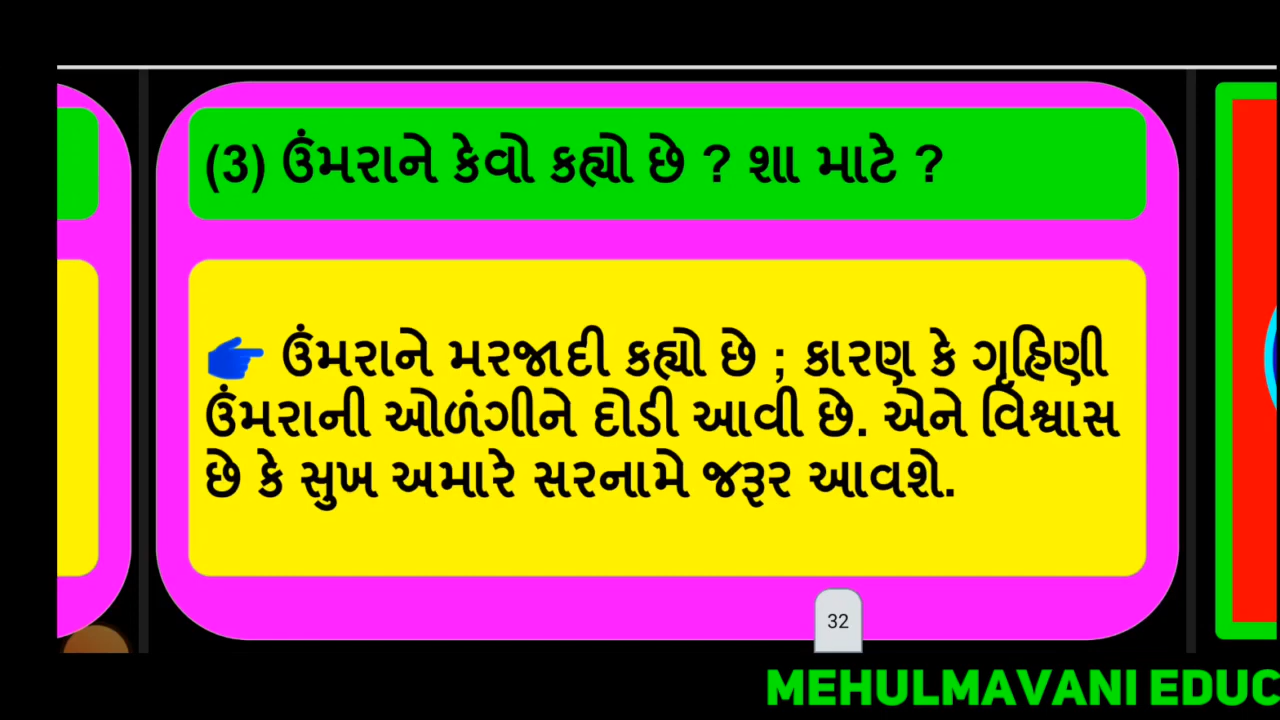 (3) ઉંમરાને કેવો કહ્યો છે ? શા માટે ?
👉 ઉંમરાને મરજાદી કહ્યો છે ; કારણ કે ગૃહિણી
ઉંમરાની ઓળંગીને દોડી આવી છે. એને વિશ્વાસ
છે કે સુખ અમારે સરનામે જરૂર આવશે.
32
MEHULMAVANI EDUC